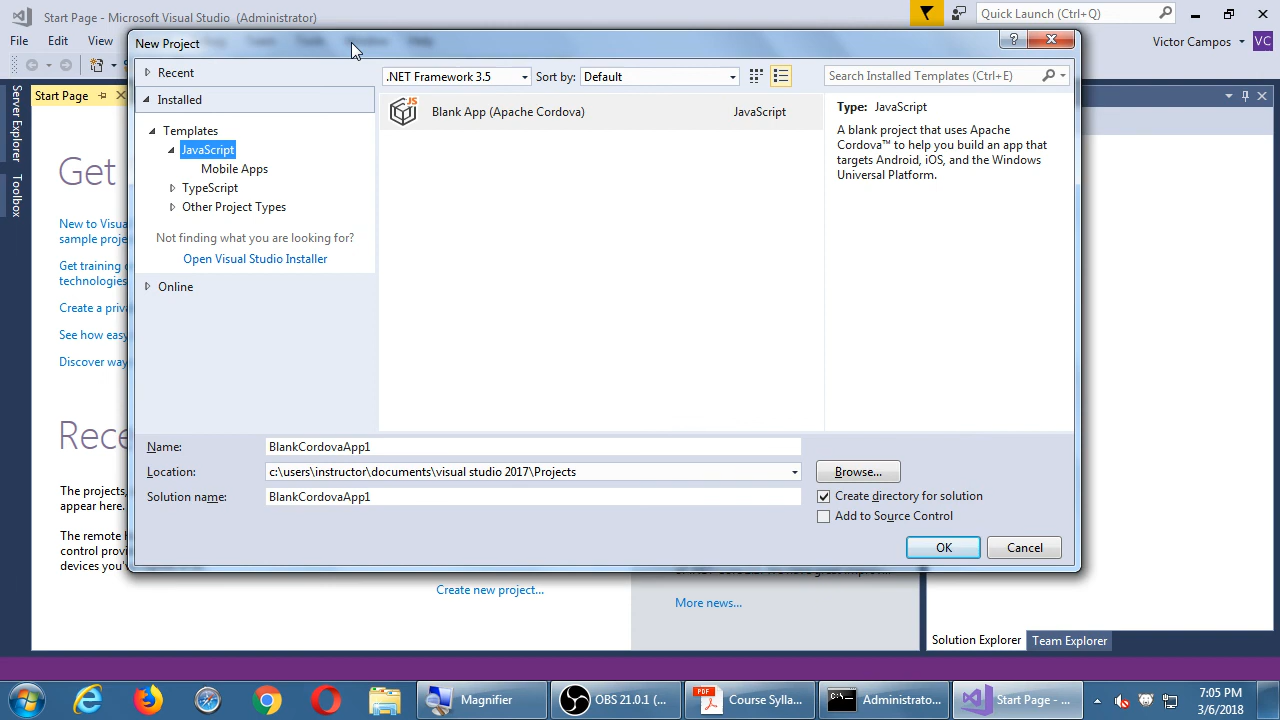 Start Page - Microsoft Visual Studio (Administrator)
Quick Launch (Ctrl+Q)
File
Edit
View
Victor Campos
VC
New Project
Recent
Installed
Templates
JavaScript
Mobile Apps
TypeScript
Other Project Types
Not finding what you are looking for?
Open Visual Studio Installer
Online
.NET Framework 3.5
Sort by:
Default
Search Installed Templates (Ctrl+E)
JS
Blank App (Apache Cordova)
JavaScript
Type: JavaScript
A blank project that uses Apache
Cordova™ to help you build an app that
targets Android, iOS, and the Windows
Universal Platform.
Name:
BlankCordovaApp1
Location:
c:\users\instructor\documents\visual studio 2017\Projects
Browse...
Solution name:
BlankCordovaApp1
Create directory for solution
Add to Source Control
OK
Cancel
Server Explorer
Toolbox
Start Page
Get
New to Visua
sample proje
Get training
technologies
Create a priv
See how easy
Discover way
Rece
The projects,
appear here.
The remote h
control provi
devices you'
Create new project...
More news...
Solution Explorer
Team Explorer
Magnifier
OBS 21.0.1 (...
PDF
Course Sylla...
Administrato...
Start Page - ...
7:05 PM
3/6/2018